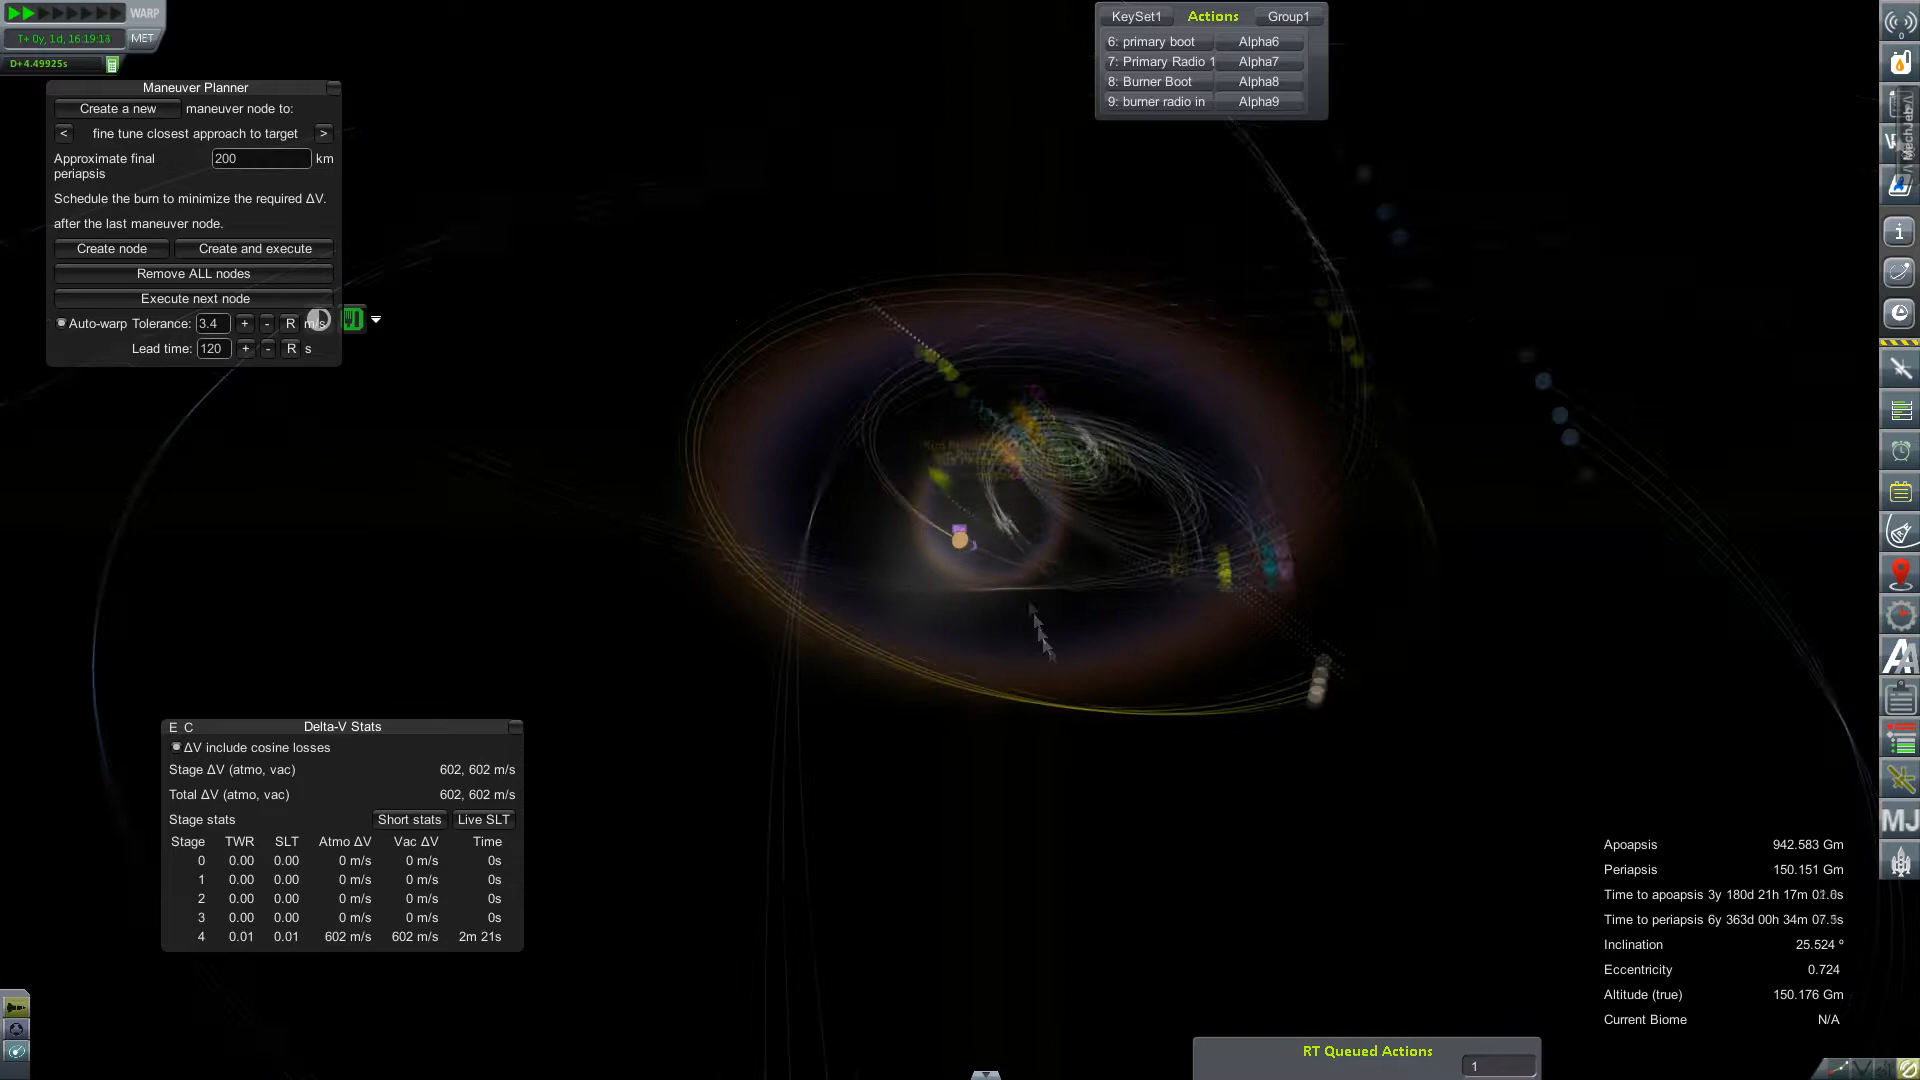 WARP
T+ 0y, 1d, 16:19:13
MET
D+4.49925s
Maneuver Planner
Create a new maneuver node to:
< fine tune closest approach to target >
Approximate final periapsis 200 km
Schedule the burn to minimize the required ΔV.
after the last maneuver node.
Create node Create and execute
Remove ALL nodes
Execute next node
Auto-warp Tolerance: 3.4 + - R m/s
Lead time: 120 + - R s
KeySet1 Actions Group1
6: primary boot Alpha6
7: Primary Radio 1 Alpha7
8: Burner Boot Alpha8
9: burner radio in Alpha9
0
MechJeb
MJ
E C Delta-V Stats
ΔV include cosine losses
Stage ΔV (atmo, vac) 602, 602 m/s
Total ΔV (atmo, vac) 602, 602 m/s
Stage stats Short stats Live SLT
Stage TWR SLT Atmo ΔV Vac ΔV Time
0 0.00 0.00 0 m/s 0 m/s 0s
1 0.00 0.00 0 m/s 0 m/s 0s
2 0.00 0.00 0 m/s 0 m/s 0s
3 0.00 0.00 0 m/s 0 m/s 0s
4 0.01 0.01 602 m/s 602 m/s 2m 21s
Apoapsis 942.583 Gm
Periapsis 150.151 Gm
Time to apoapsis 3y 180d 21h 17m
Time to periapsis 6y 363d 00h 34m
Inclination 25.524 º
Eccentricity 0.724
Altitude (true) 150.176 Gm
Current Biome N/A
RT Queued Actions
1